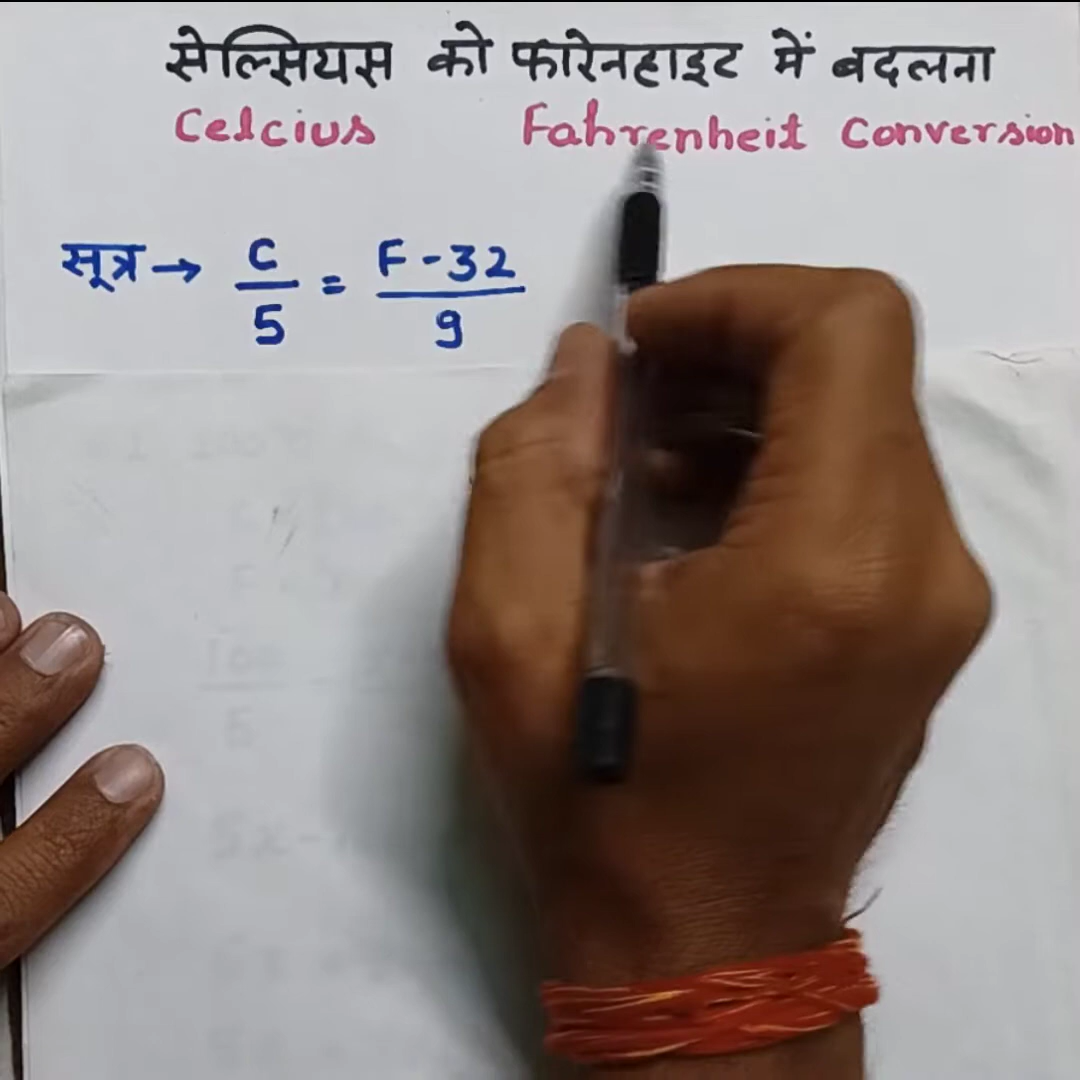 सेल्सियस को फारेनहाइट में बदलना
Celcius Fahrenheit Conversion
सूत्र → C/5 = F-32/9